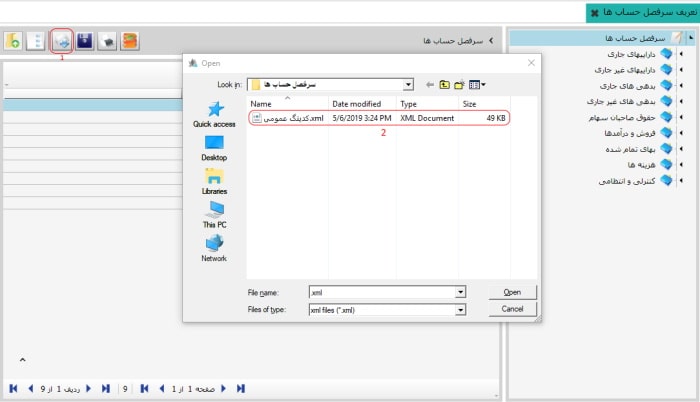 تعریف سرفصل حساب ها
سرفصل حساب ها
1
سرفصل حساب ها
داراییهای جاری
داراییهای غیر جاری
بدهی های جاری
بدهی های غیر جاری
حقوق صاحبان سهام
فروش و درآمدها
بهای تمام شده
هزینه ها
کنترلی و انتظامی
Open
Look in:
سرفصل حساب ها
Name
Date modified
Type
Size
کدینگ عمومی.xml
5/6/2019 3:24 PM
XML Document
49 KB
2
Quick access
Desktop
Libraries
This PC
Network
File name:
.xml
Open
Files of type:
xml files (*.xml)
Cancel
ردیف 1 از 9
9
صفحه 1 از 1